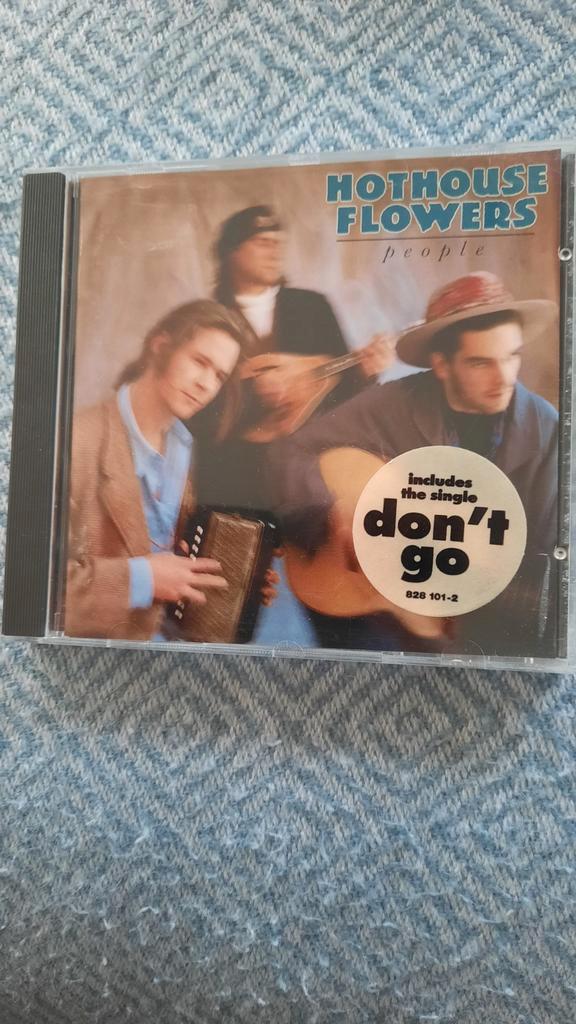 HOTHOUSE
FLOWERS
people
includes
the single
don't
go
828 101-2